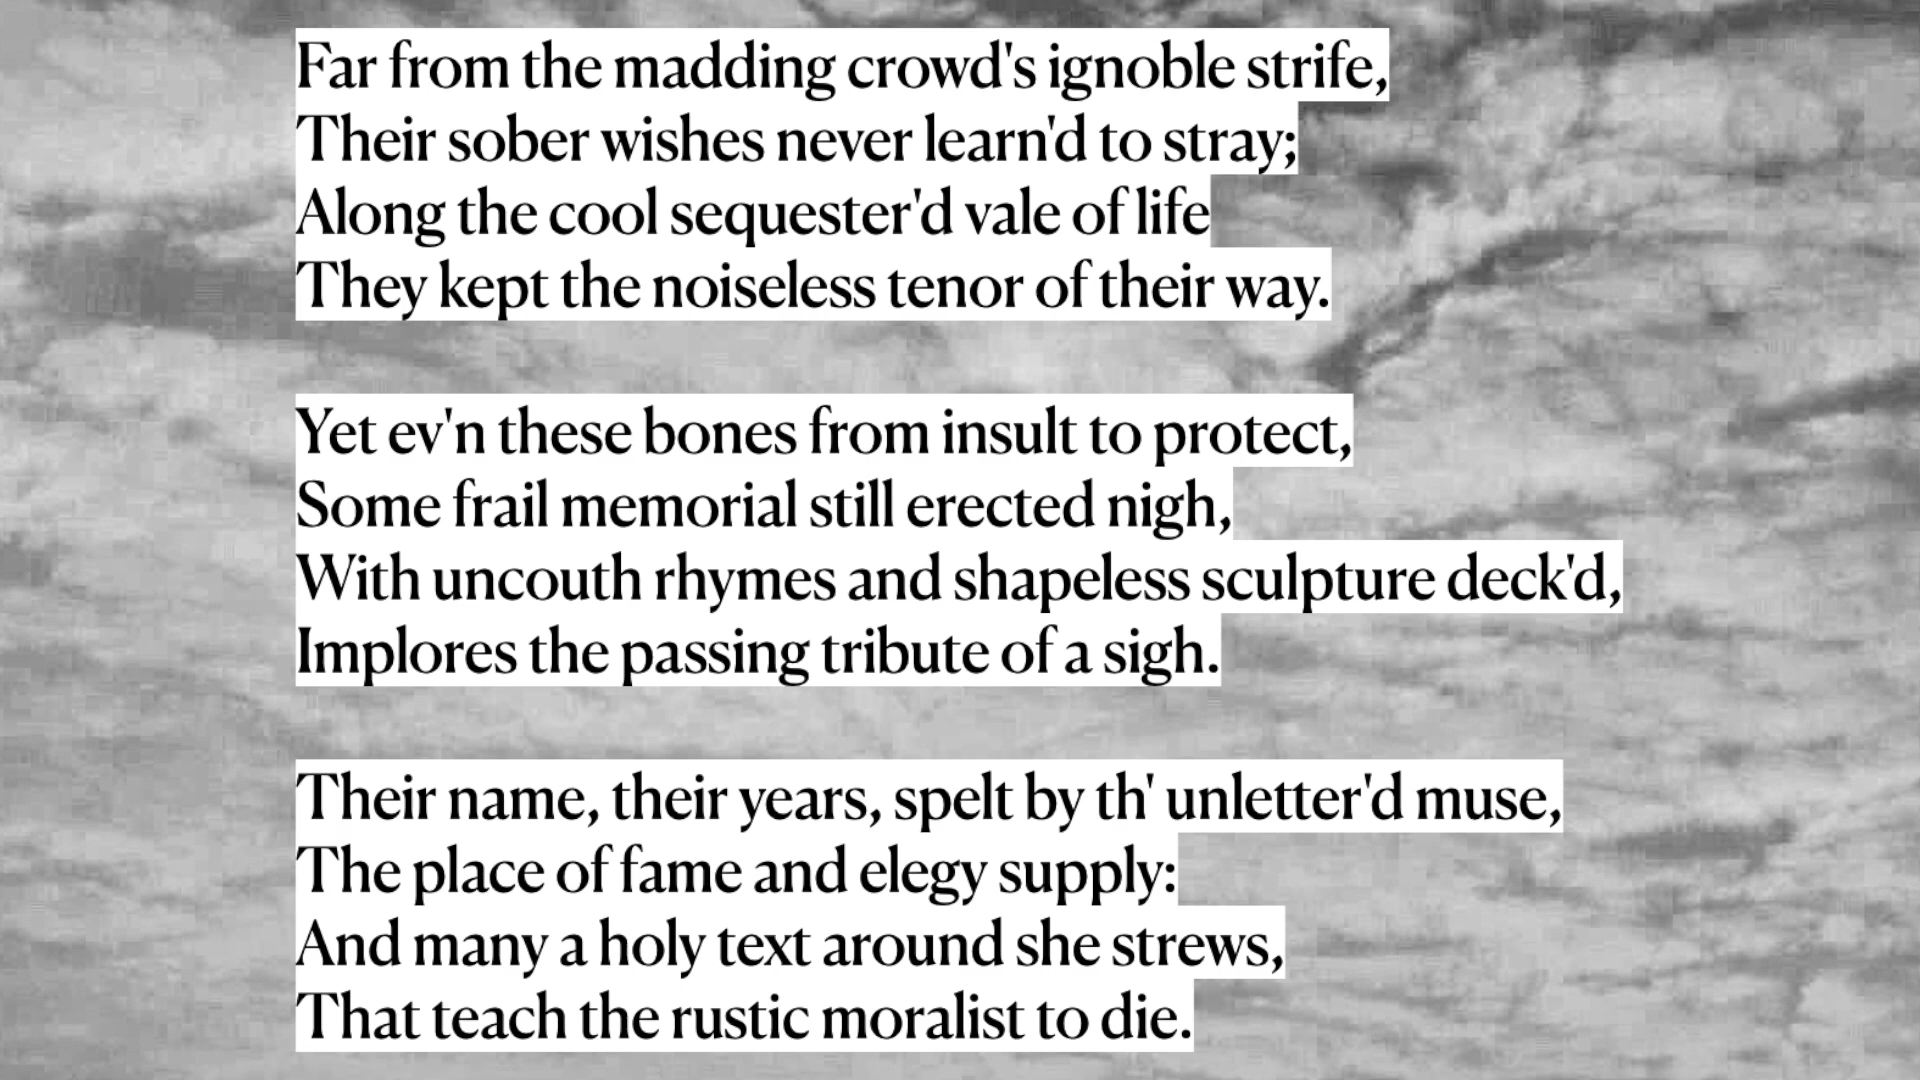 Far from the madding crowd's ignoble strife,
Their sober wishes never learn'd to stray;
Along the cool sequester'd vale of life
They kept the noiseless tenor of their way.
Yet ev'n these bones from insult to protect,
Some frail memorial still erected nigh,
With uncouth rhymes and shapeless sculpture deck'd,
Implores the passing tribute of a sigh.
Their name, their years, spelt by th' unletter'd muse,
The place of fame and elegy supply:
And many a holy text around she strews,
That teach the rustic moralist to die.